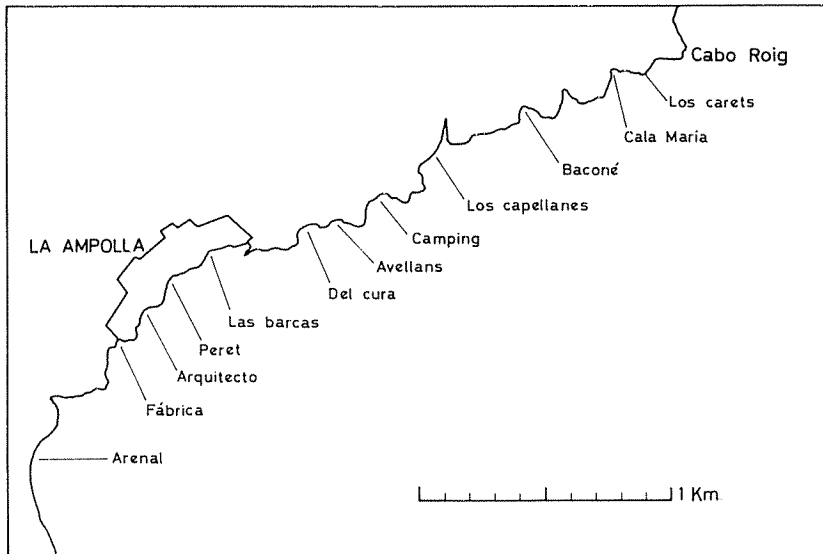 Cabo Roig
Los carets
Cala María
Baconé
Los capellanes
Camping
LA AMPOLLA
Avellans
Del cura
Las barcas
Peret
Arquitecto
Fábrica
Arenal
1 Km.